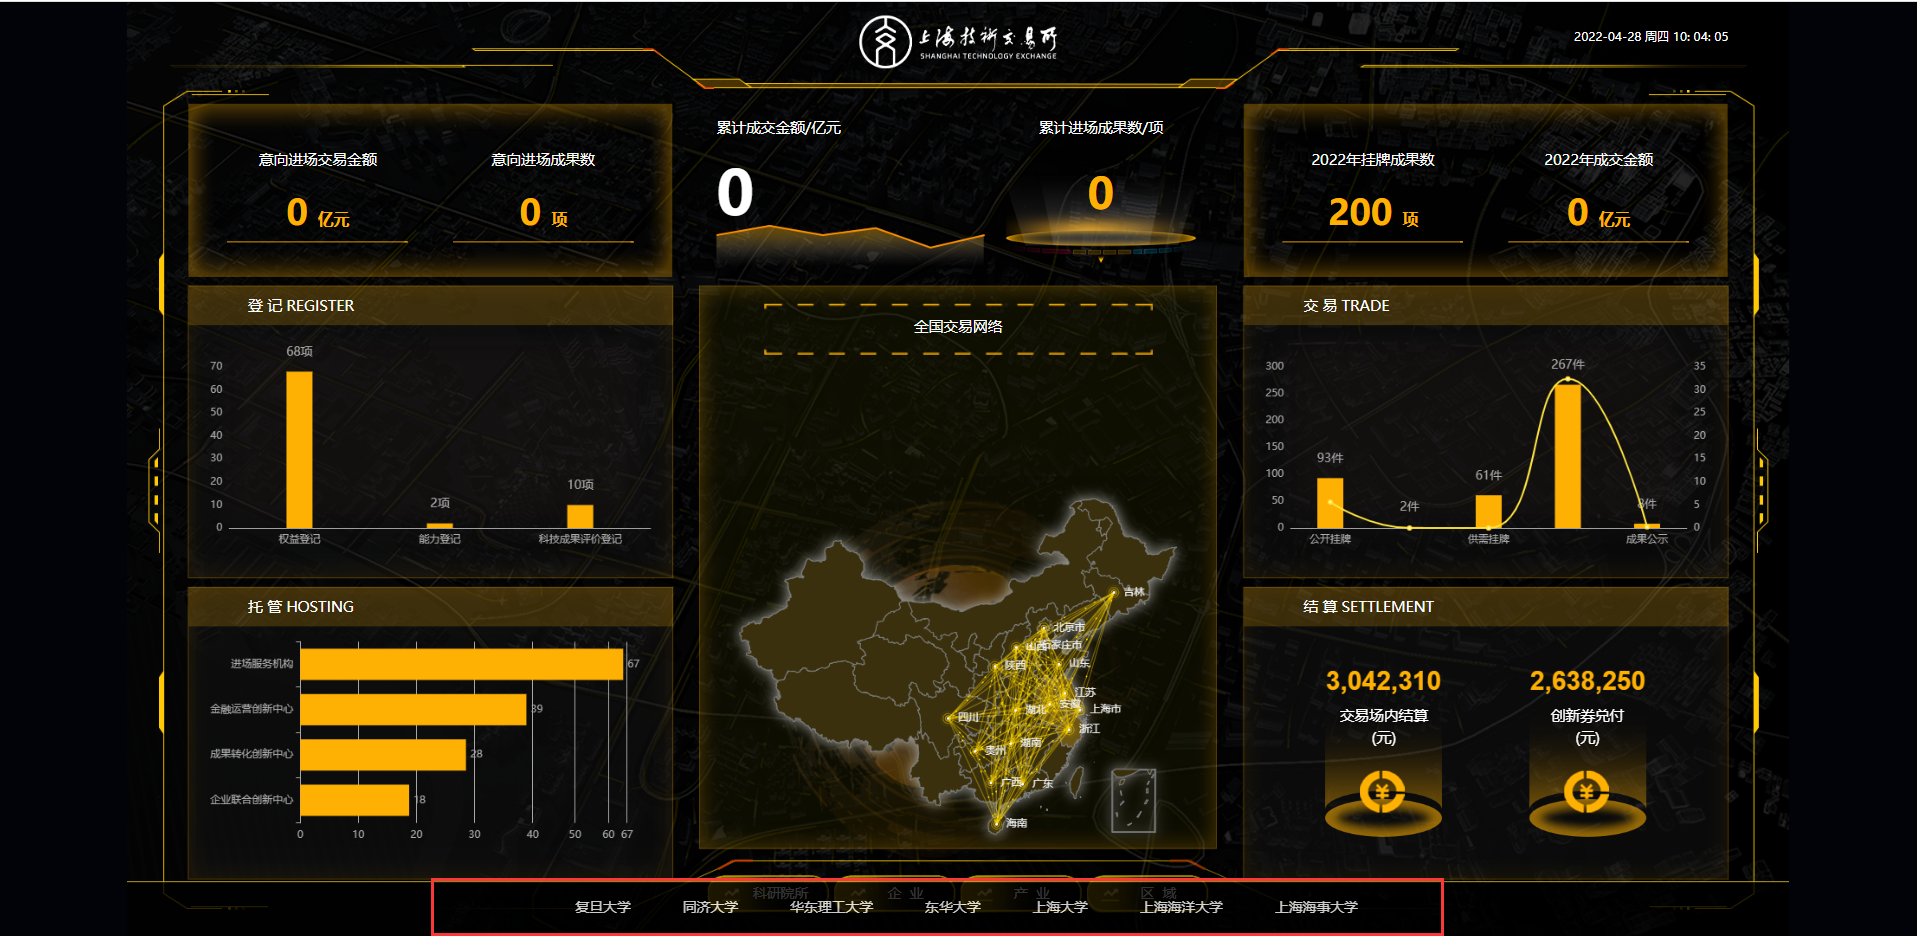 上海技術交易所
SHANGHAI TECHNOLOGY EXCHANGE
2022-04-28 周四 10: 04: 05
意向进场交易金额
0 亿元
意向进场成果数
0 项
累计成交金额/亿元
0
累计进场成果数/项
0
2022年挂牌成果数
200 项
2022年成交金额
0 亿元
登 记 REGISTER
70
60
50
40
30
20
10
0
68项
2项
10项
权益登记
能力登记
科技成果评价登记
托 管 HOSTING
进场服务机构
67
金融运营创新中心
39
成果转化创新中心
28
企业联合创新中心
18
0 10 20 30 40 50 60 67
全国交易网络
吉林
北京市
山西
石家庄市
陕西
山东
江苏
安徽
上海市
湖北
四川
浙江
湖南
贵州
广西
广东
海南
交 易 TRADE
300
250
200
150
100
50
0
93件
2件
61件
267件
8件
35
30
25
20
15
10
5
0
公开挂牌
供需挂牌
成果公示
结 算 SETTLEMENT
3,042,310
交易场内结算
(元)
2,638,250
创新券兑付
(元)
科研院所
企 业
产 业
区 域
复旦大学 同济大学 华东理工大学 东华大学 上海大学 上海海洋大学 上海海事大学